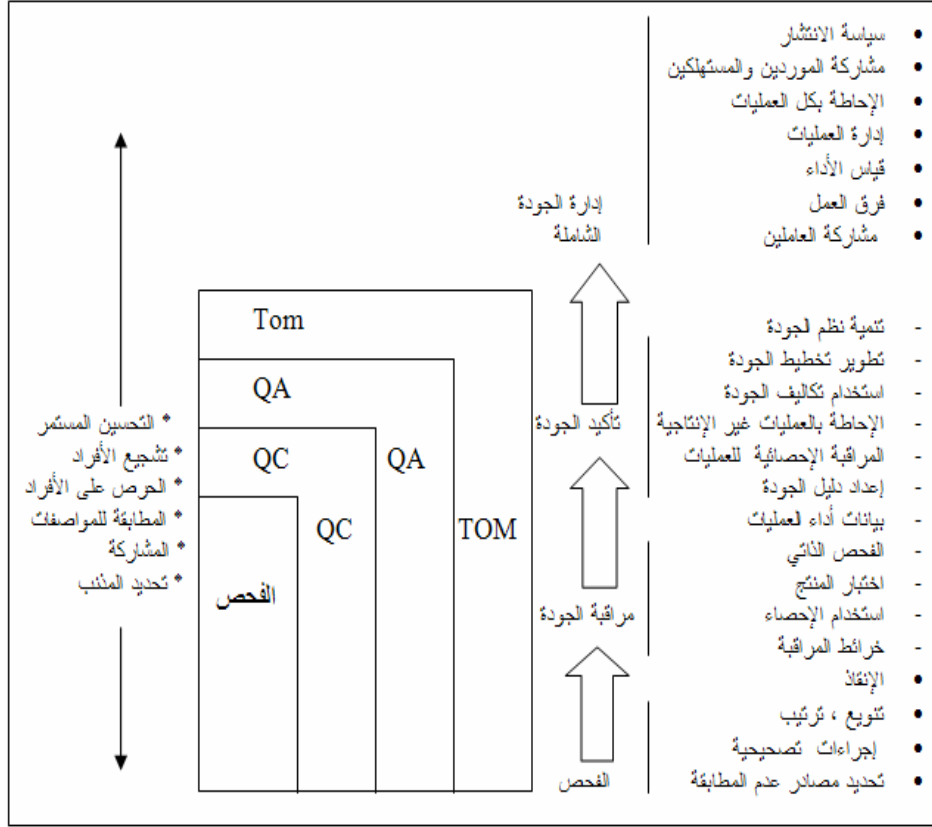 سياسة الانتشار
مشاركة الموردين والمستهلكين
الإحاطة بكل العمليات
إدارة العمليات
قياس الأداء
فرق العمل
مشاركة العاملين
إدارة الجودة
الشاملة
- تنمية نظم الجودة
- تطوير تخطيط الجودة
- استخدام تكاليف الجودة
- الإحاطة بالعمليات غير الإنتاجية
- المراقبة الإحصائية للعمليات
- إعداد دليل الجودة
- بيانات أداء العمليات
- الفحص الذاتي
- اختبار المنتج
- استخدام الإحصاء
- خرائط المراقبة
الإنقاذ
تنويع ، ترتيب
إجراءات تصحيحية
تحديد مصادر عدم المطابقة
تأكيد الجودة
مراقبة الجودة
الفحص
Tom
QA
QC
QA
QC
TOM
الفحص
* التحسين المستمر
* تشجيع الأفراد
* الحرص على الأفراد
* المطابقة للمواصفات
* المشاركة
* تحديد المذنب